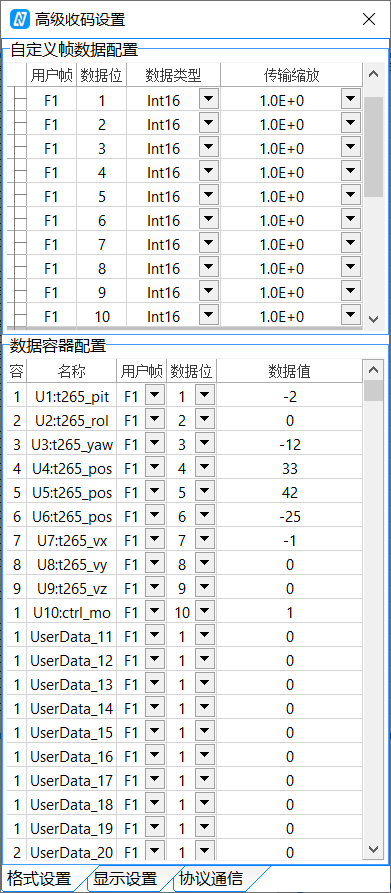 高级收码设置
自定义帧数据配置
用户帧 数据位 数据类型 传输缩放
F1 1 Int16 1.0E+0
F1 2 Int16 1.0E+0
F1 3 Int16 1.0E+0
F1 4 Int16 1.0E+0
F1 5 Int16 1.0E+0
F1 6 Int16 1.0E+0
F1 7 Int16 1.0E+0
F1 8 Int16 1.0E+0
F1 9 Int16 1.0E+0
F1 10 Int16 1.0E+0
数据容器配置
容 名称 用户帧 数据位 数据值
1 U1:t265_pit F1 1 -2
2 U2:t265_rol F1 2 0
3 U3:t265_yaw F1 3 -12
4 U4:t265_pos F1 4 33
5 U5:t265_pos F1 5 42
6 U6:t265_pos F1 6 -25
7 U7:t265_vx F1 7 -1
8 U8:t265_vy F1 8 0
9 U9:t265_vz F1 9 0
1 U10:ctrl_mo F1 10 1
1 UserData_11 F1 1 0
1 UserData_12 F1 1 0
1 UserData_13 F1 1 0
1 UserData_14 F1 1 0
1 UserData_15 F1 1 0
1 UserData_16 F1 1 0
1 UserData_17 F1 1 0
1 UserData_18 F1 1 0
1 UserData_19 F1 1 0
2 UserData_20 F1 1 0
格式设置 显示设置 协议通信